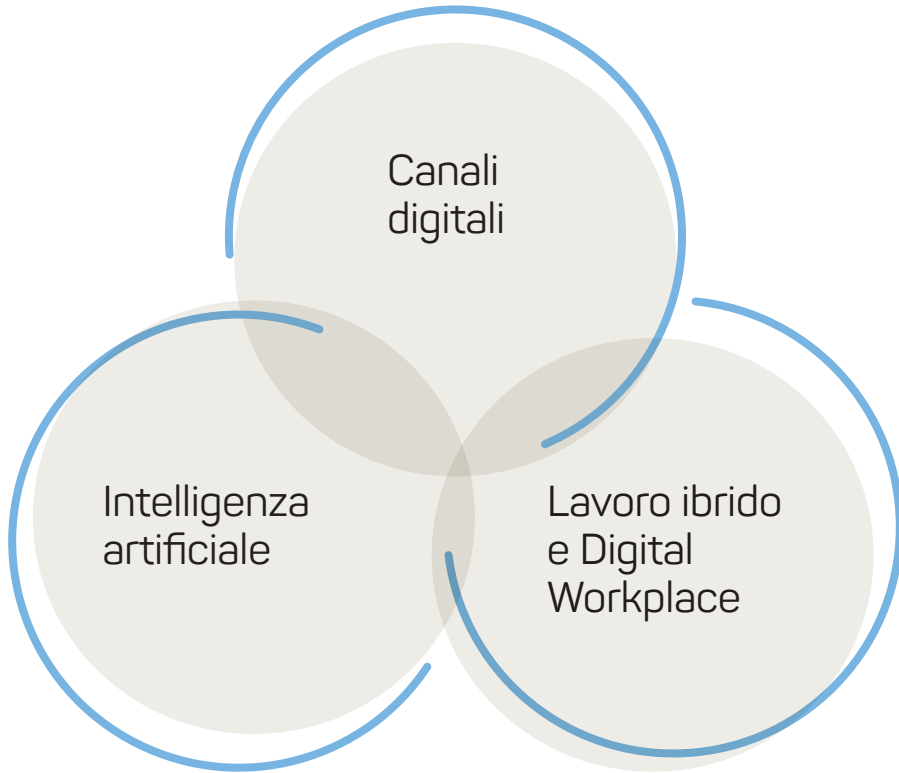 Canali
digitali
Intelligenza
artificiale
Lavoro ibrido
e Digital
Workplace